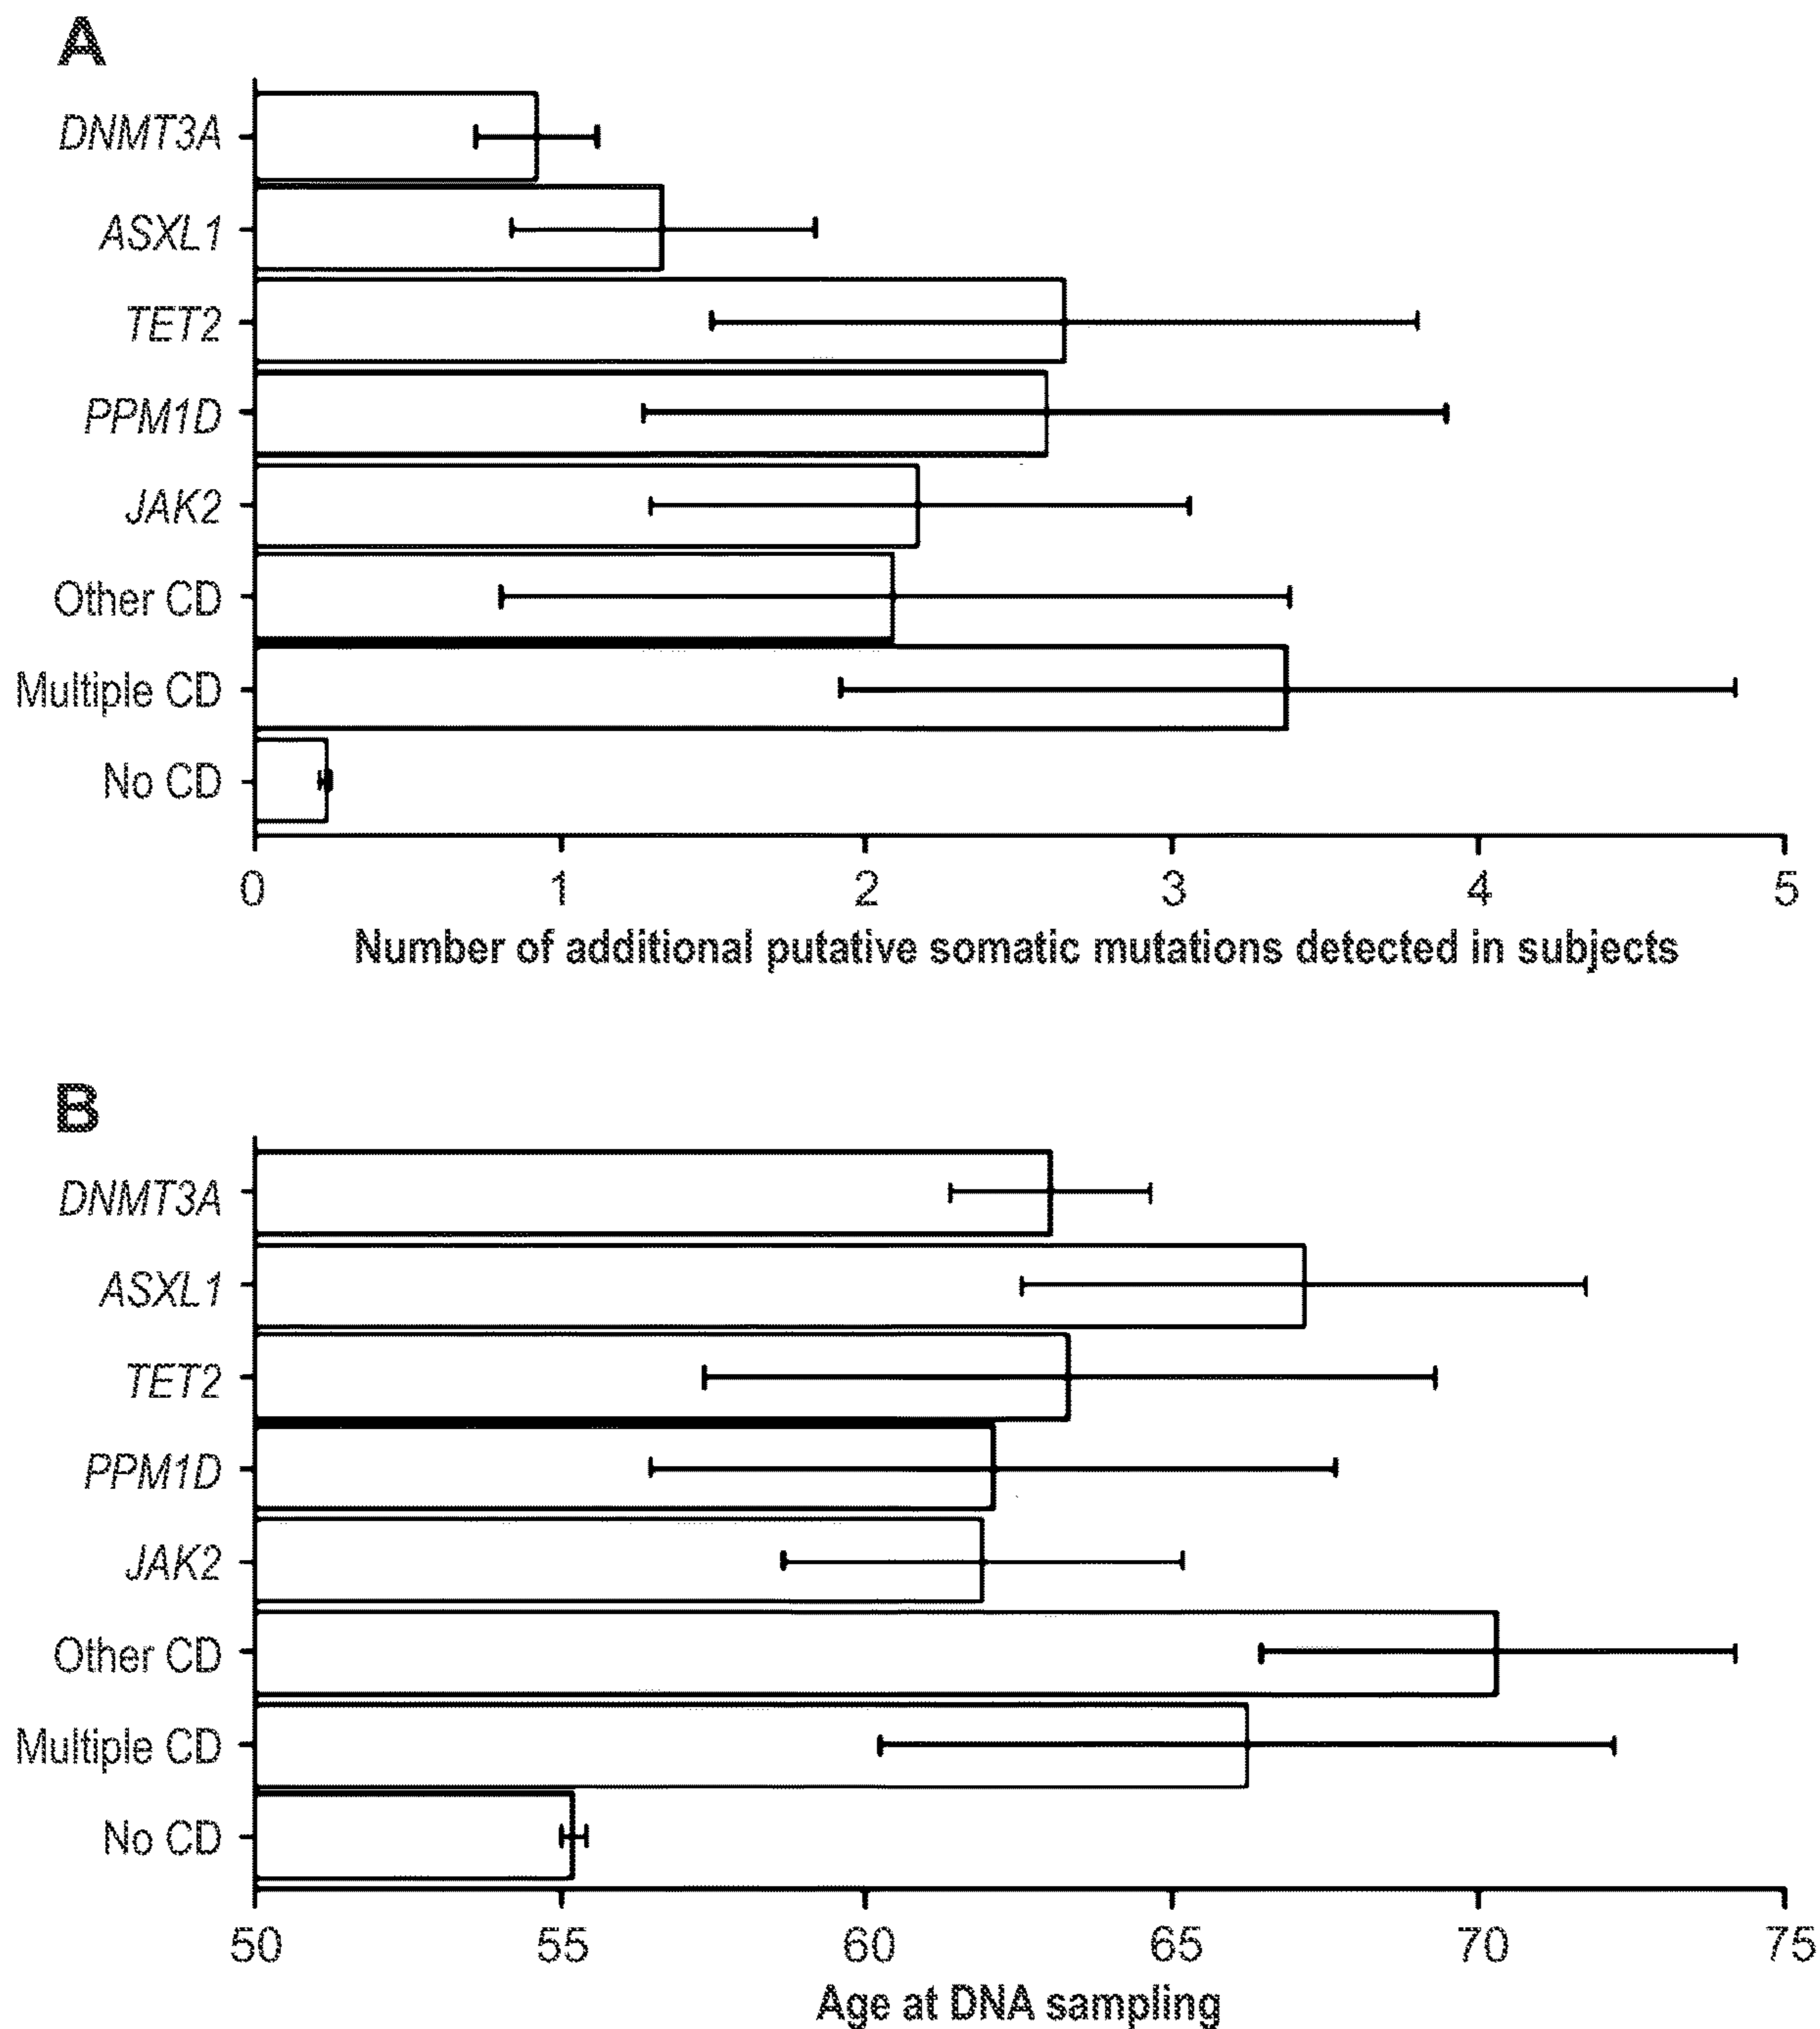 A
DNMT3A
ASXL1
TET2
PPM1D
JAK2
Other CD
Multiple CD
No CD
0 1 2 3 4 5
Number of additional putative somatic mutations detected in subjects
B
DNMT3A
ASXL1
TET2
PPM1D
JAK2
Other CD
Multiple CD
No CD
50 55 60 65 70 75
Age at DNA sampling